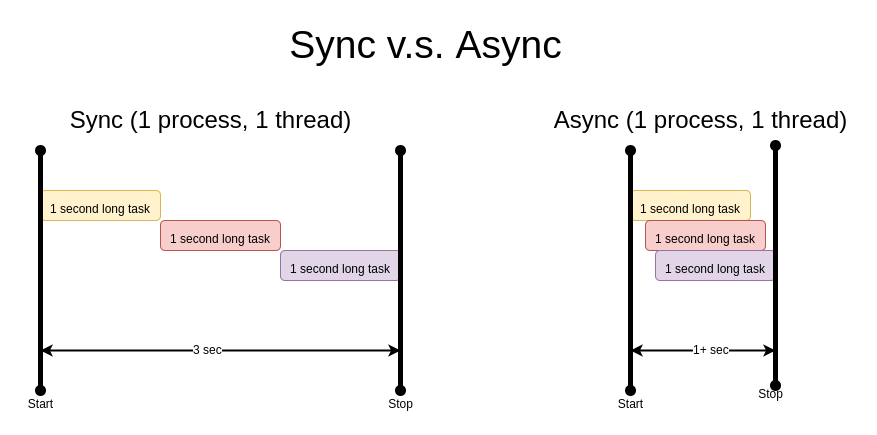 Sync v.s. Async
Sync (1 process, 1 thread)
1 second long task
1 second long task
1 second long task
3 sec
Start
Stop
Async (1 process, 1 thread)
1 second long task
1 second long task
1 second long task
1+ sec
Start
Stop